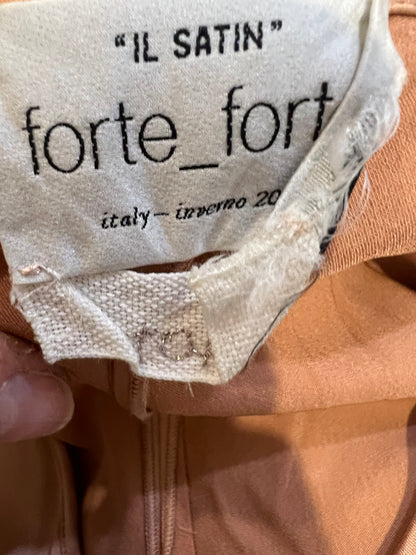 "IL SATIN"
forte_fort
italy — inverno 20